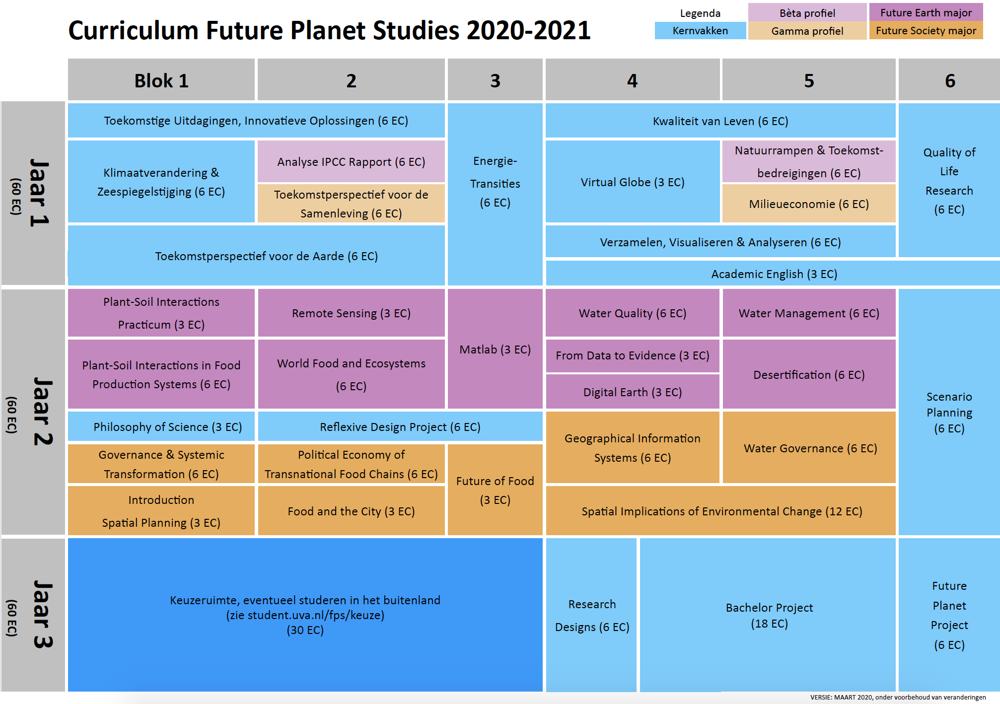 Curriculum Future Planet Studies 2020-2021
Legenda
Bèta profiel
Future Earth major
Kernvakken
Gamma profiel
Future Society major
Blok 1
2
3
4
5
6
Jaar 1
(60 EC)
Toekomstige Uitdagingen, Innovatieve Oplossingen (6 EC)
Klimaatverandering &
Zeespiegelstijging (6 EC)
Analyse IPCC Rapport (6 EC)
Toekomstperspectief voor de
Samenleving (6 EC)
Toekomstperspectief voor de Aarde (6 EC)
Energie-
Transities
(6 EC)
Kwaliteit van Leven (6 EC)
Virtual Globe (3 EC)
Natuurrampen & Toekomst-
bedreigingen (6 EC)
Milieueconomie (6 EC)
Verzamelen, Visualiseren & Analyseren (6 EC)
Quality of
Life
Research
(6 EC)
Academic English (3 EC)
Jaar 2
(60 EC)
Plant-Soil Interactions
Practicum (3 EC)
Remote Sensing (3 EC)
Plant-Soil Interactions in Food
Production Systems (6 EC)
World Food and Ecosystems
(6 EC)
Matlab (3 EC)
Water Quality (6 EC)
Water Management (6 EC)
From Data to Evidence (3 EC)
Digital Earth (3 EC)
Desertification (6 EC)
Philosophy of Science (3 EC)
Reflexive Design Project (6 EC)
Governance & Systemic
Transformation (6 EC)
Political Economy of
Transnational Food Chains (6 EC)
Introduction
Spatial Planning (3 EC)
Food and the City (3 EC)
Future of Food
(3 EC)
Geographical Information
Systems (6 EC)
Water Governance (6 EC)
Spatial Implications of Environmental Change (12 EC)
Scenario
Planning
(6 EC)
Jaar 3
(60 EC)
Keuzeruimte, eventueel studeren in het buitenland
(zie student.uva.nl/fps/keuze)
(30 EC)
Research
Designs (6 EC)
Bachelor Project
(18 EC)
Future
Planet
Project
(6 EC)
VERSIE: MAART 2020, onder voorbehoud van veranderingen